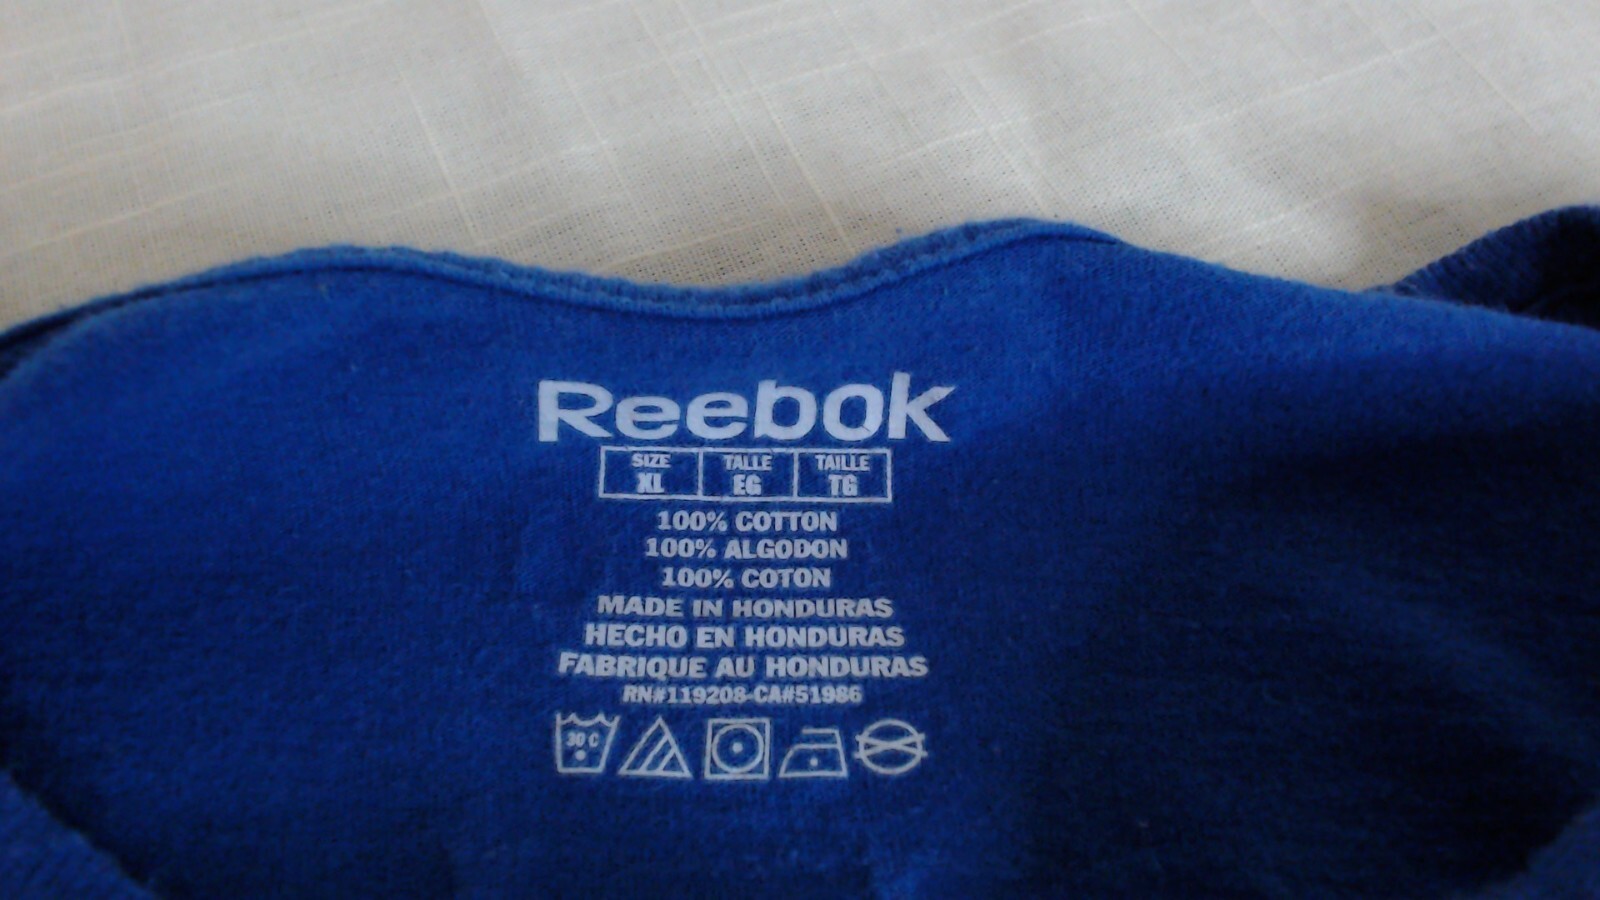 Reebok
SIZE TALLE TAILLE
XL EG TG
100% COTTON
100% ALGODON
100% COTON
MADE IN HONDURAS
HECHO EN HONDURAS
FABRIQUE AU HONDURAS
RN#119208-CA#51986
30 C